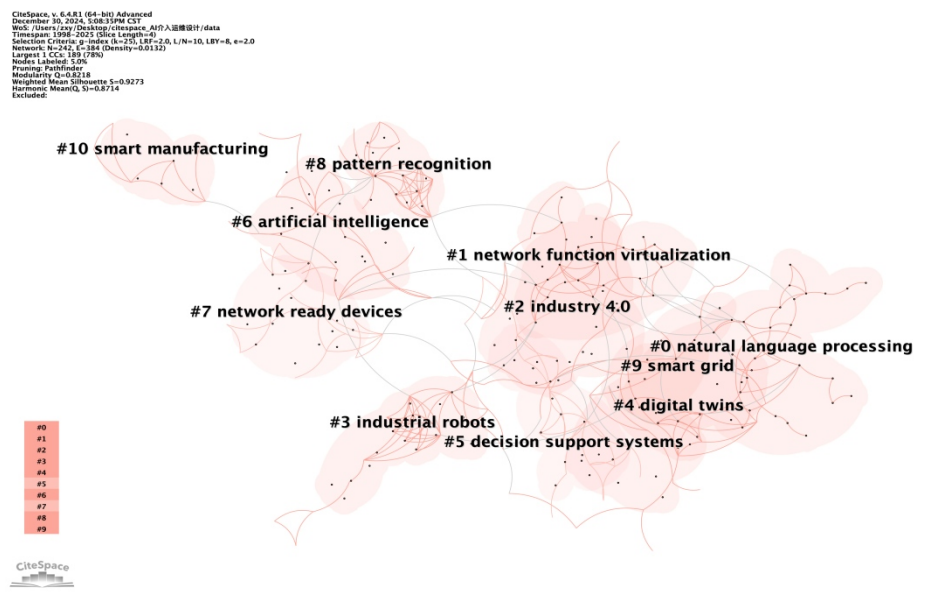 CiteSpace, v. 6.4.R1 (64-bit) Advanced
December 30, 2024, 5:08:35PM CST
WoS: /Users/zxy/Desktop/citespace_AI介入运维设计/data
Timespan: 1998-2025 (Slice Length=4)
Selection Criteria: g-index (k=25), LRF=2.0, L/N=10, LBY=8, e=2.0
Network: N=242, E=384 (Density=0.0132)
Largest 1 CCs: 189 (78%)
Nodes Labeled: 5.0%
Pruning: Pathfinder
Modularity Q=0.8218
Weighted Mean Silhouette S=0.9273
Harmonic Mean(Q, S)=0.8714
Excluded:
#10 smart manufacturing
#8 pattern recognition
#6 artificial intelligence
#1 network function virtualization
#2 industry 4.0
#7 network ready devices
#0 natural language processing
#9 smart grid
#4 digital twins
#3 industrial robots
#5 decision support systems
#0
#1
#2
#3
#4
#5
#6
#7
#8
#9
CiteSpace